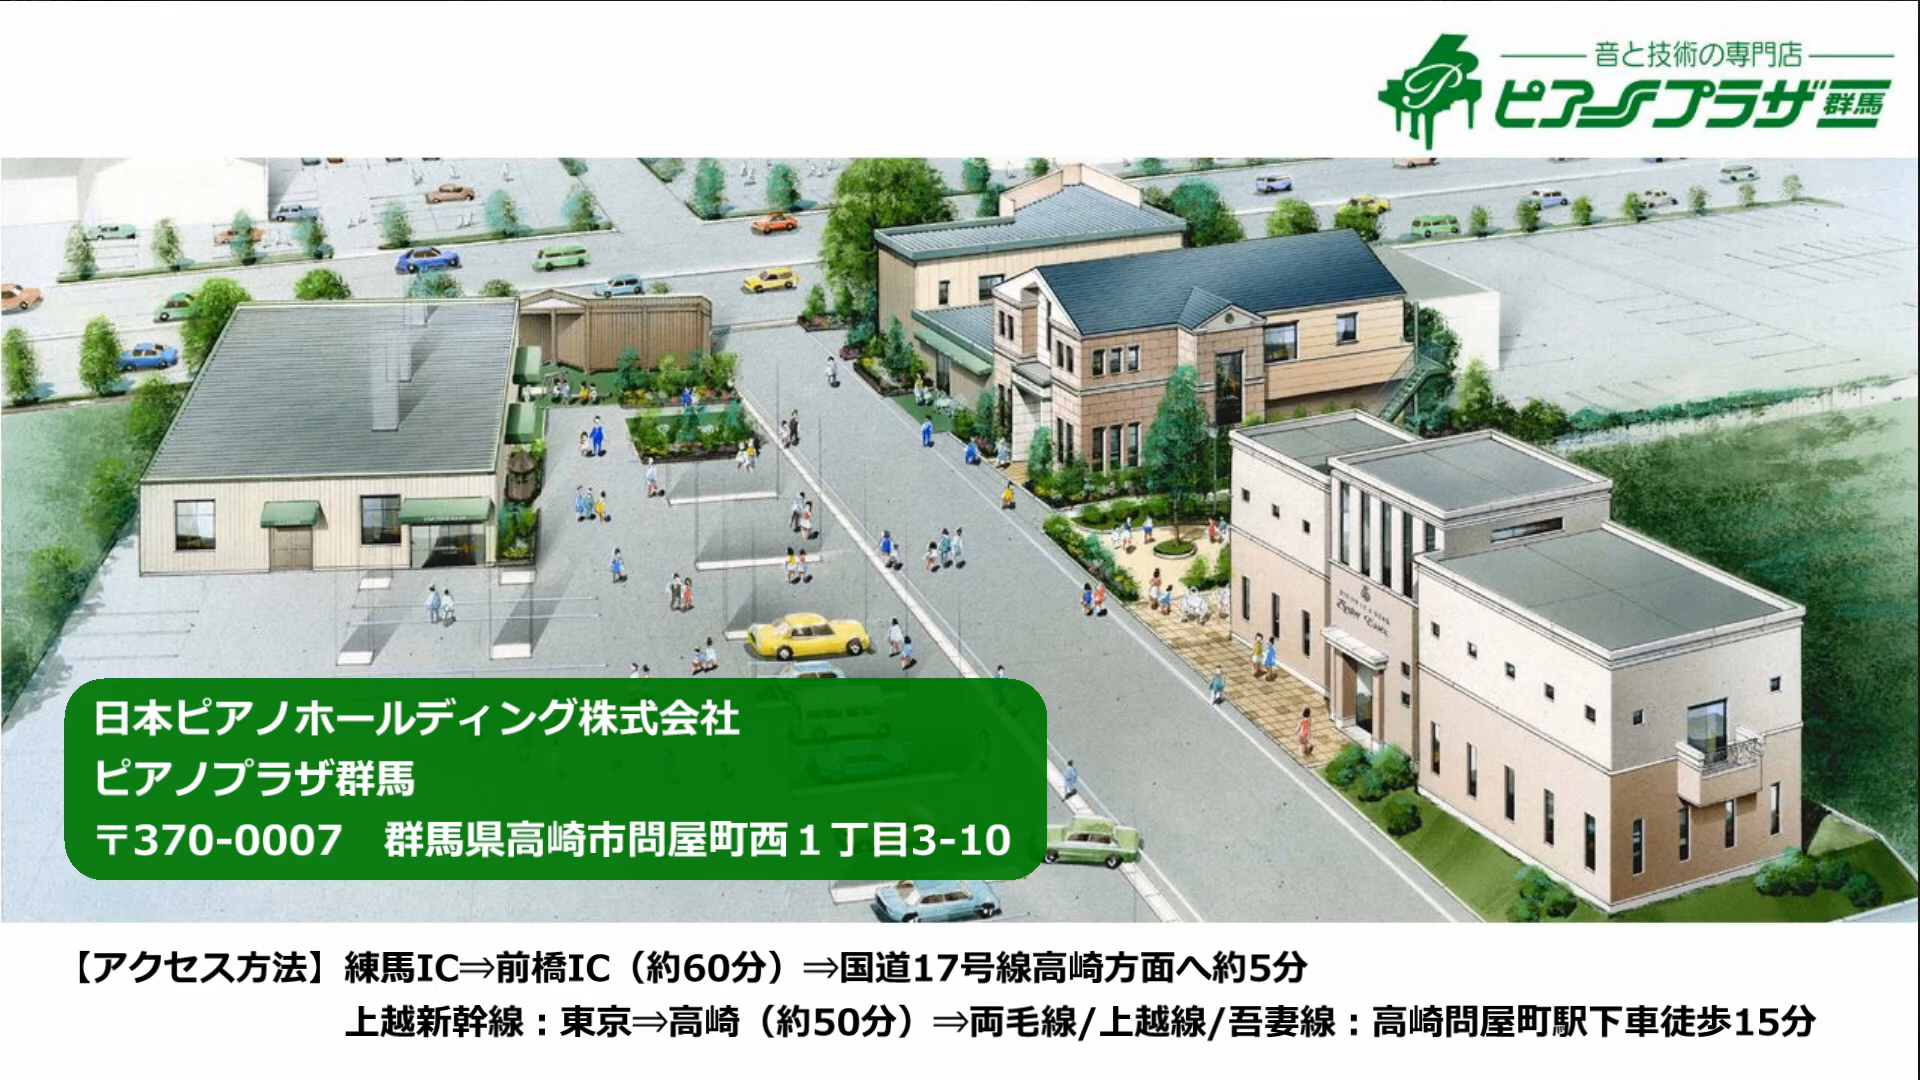 音と技術の専門店
ピアノプラザ群馬
日本ピアノホールディング株式会社
ピアノプラザ群馬
〒370-0007　群馬県高崎市問屋町西１丁目3-10
【アクセス方法】練馬IC⇒前橋IC（約60分）⇒国道17号線高崎方面へ約5分
上越新幹線：東京⇒高崎（約50分）⇒両毛線/上越線/吾妻線：高崎問屋町駅下車徒歩15分